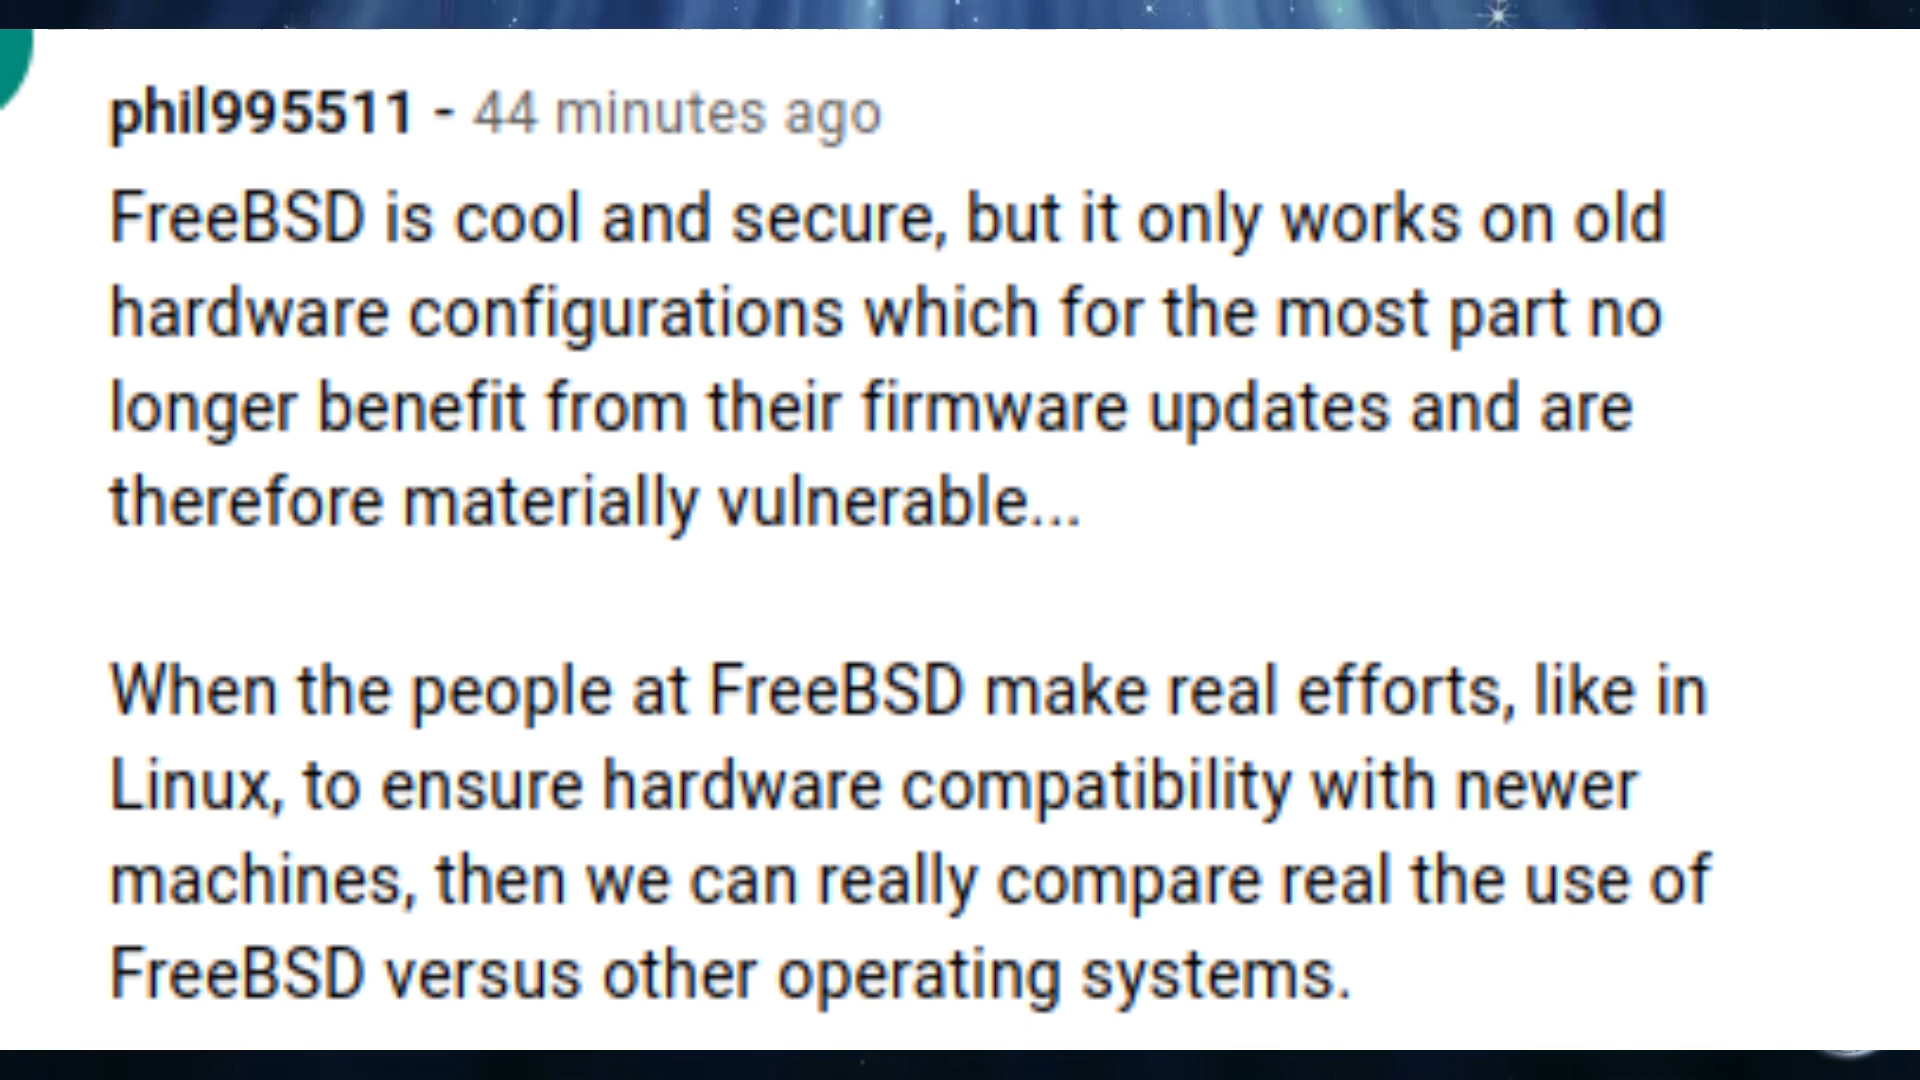 phil995511 - 44 minutes ago
FreeBSD is cool and secure, but it only works on old
hardware configurations which for the most part no
longer benefit from their firmware updates and are
therefore materially vulnerable...
When the people at FreeBSD make real efforts, like in
Linux, to ensure hardware compatibility with newer
machines, then we can really compare real the use of
FreeBSD versus other operating systems.